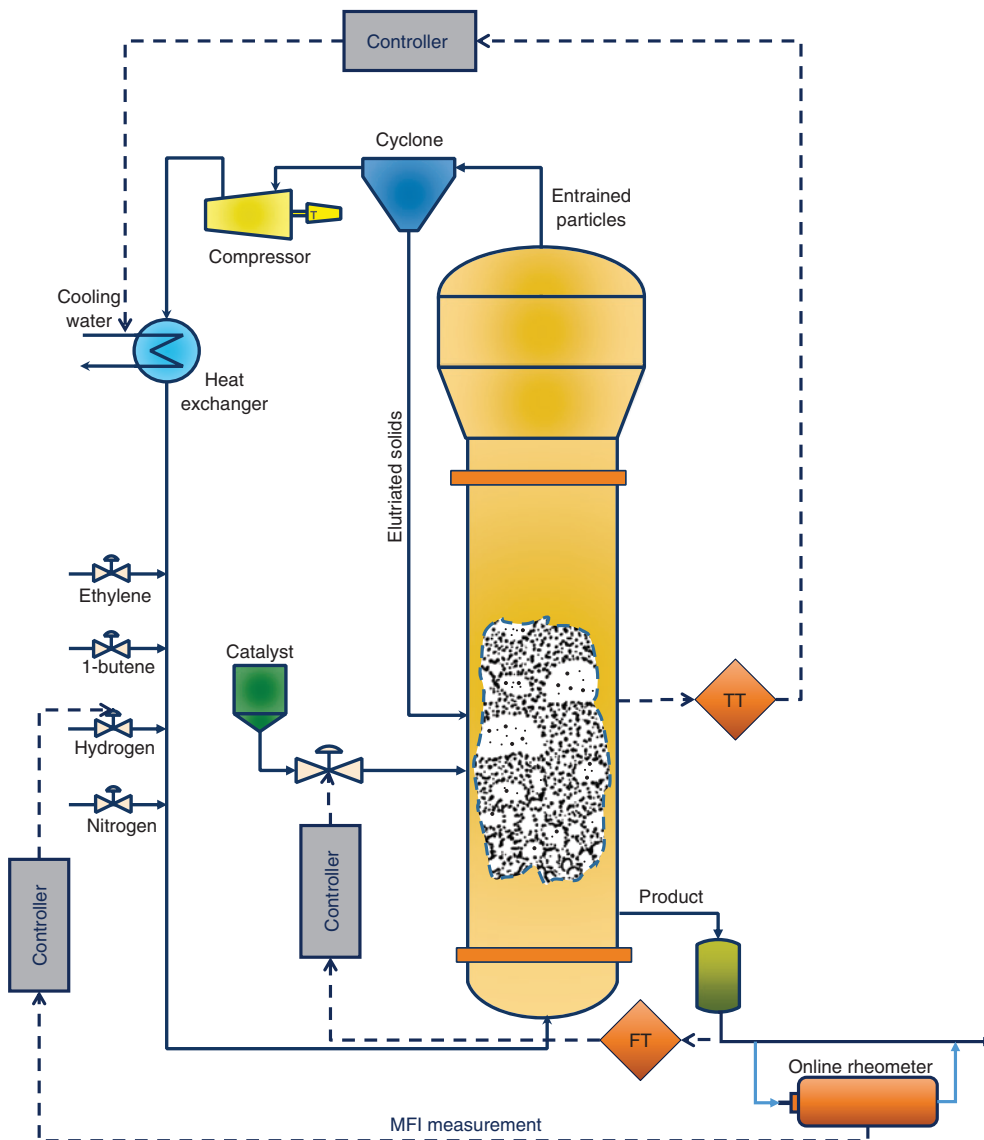 Controller
Cyclone
Entrained
particles
T
Compressor
Cooling
water
Heat
exchanger
Elutriated solids
Ethylene
1-butene
Catalyst
TT
Hydrogen
Nitrogen
Controller
Controller
Product
FT
Online rheometer
MFI measurement